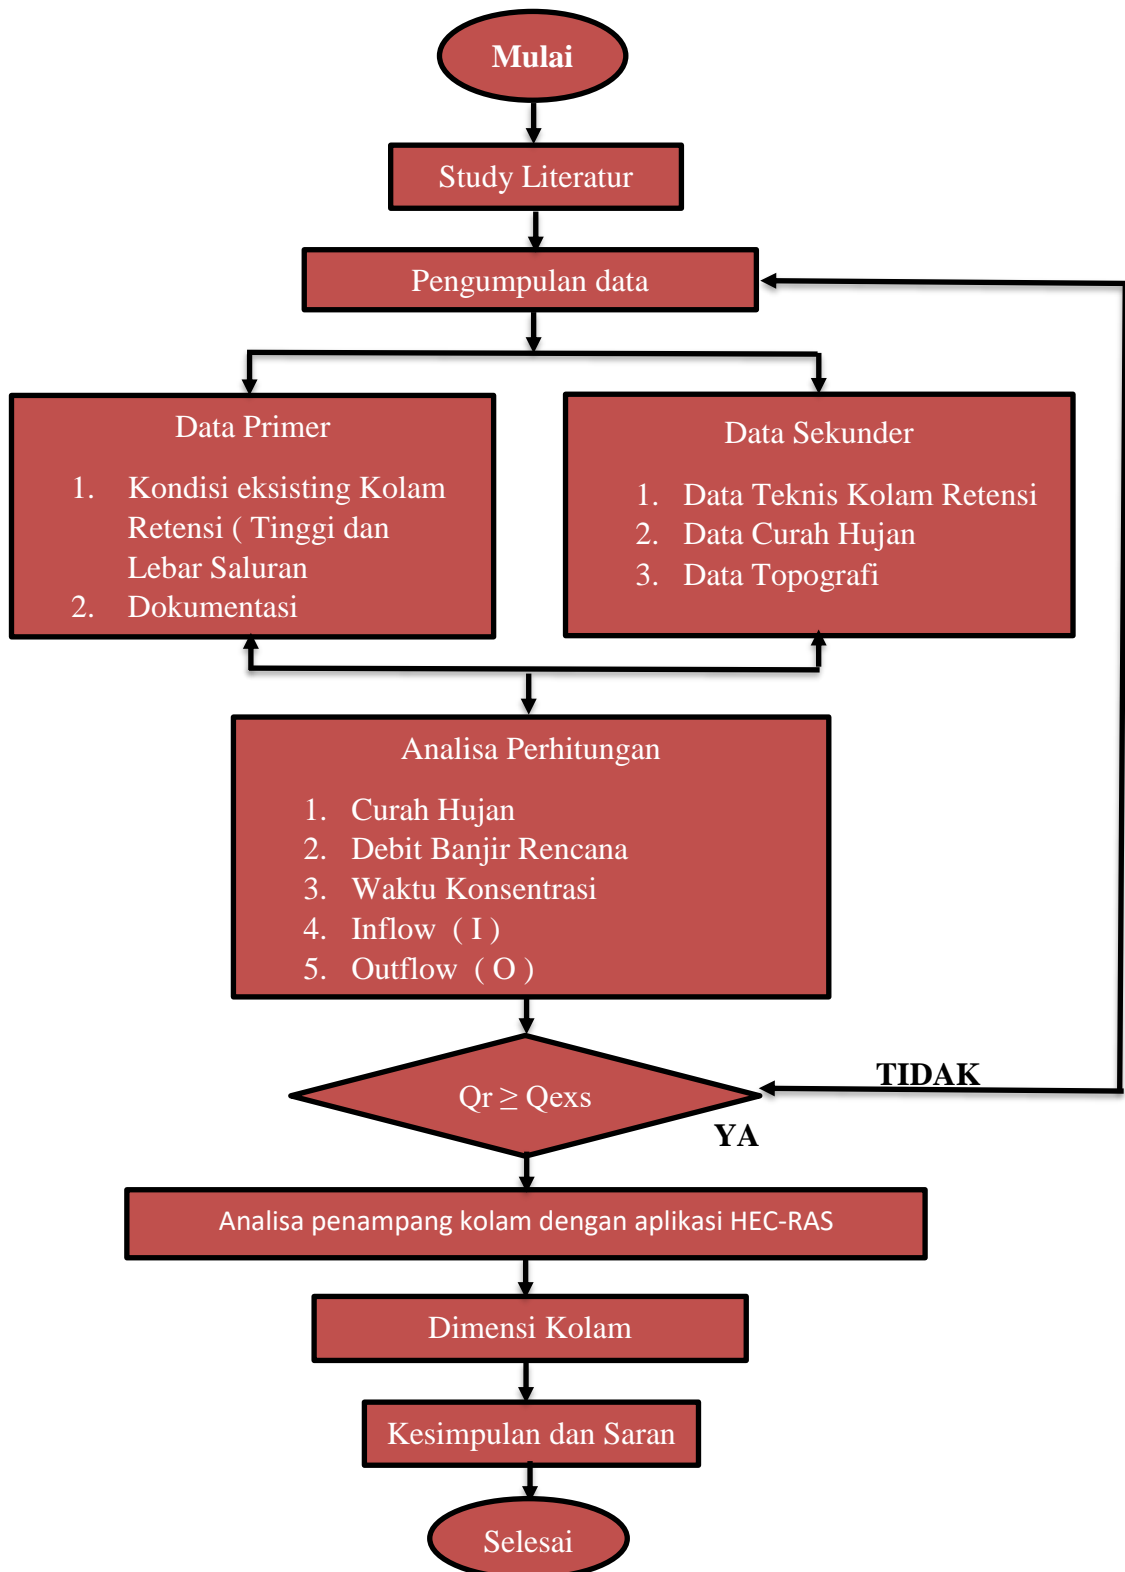 Mulai
Study Literatur
Pengumpulan data
Data Primer
1. Kondisi eksisting Kolam
Retensi ( Tinggi dan
Lebar Saluran
2. Dokumentasi
Data Sekunder
1. Data Teknis Kolam Retensi
2. Data Curah Hujan
3. Data Topografi
Analisa Perhitungan
1. Curah Hujan
2. Debit Banjir Rencana
3. Waktu Konsentrasi
4. Inflow ( I )
5. Outflow ( O )
Qr ≥ Qexs
TIDAK
YA
Analisa penampang kolam dengan aplikasi HEC-RAS
Dimensi Kolam
Kesimpulan dan Saran
Selesai